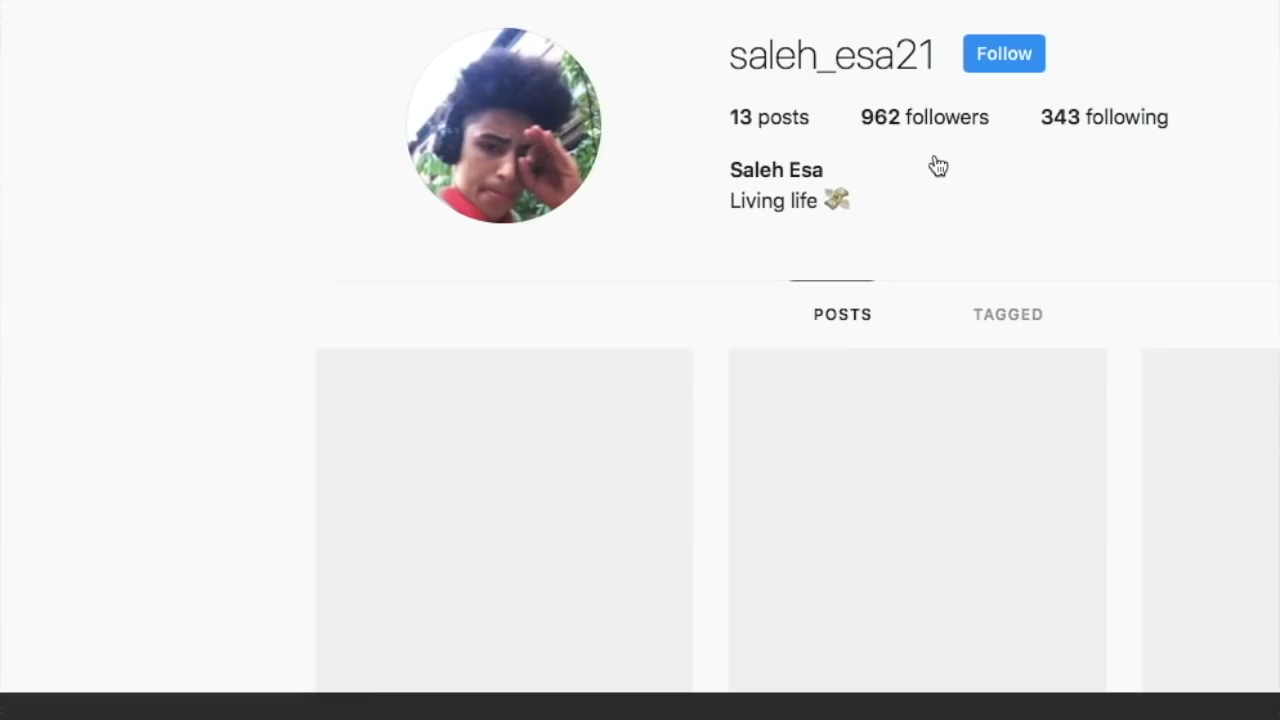 saleh_esa21 Follow
13 posts 962 followers 343 following
Saleh Esa
Living life 💸
POSTS TAGGED